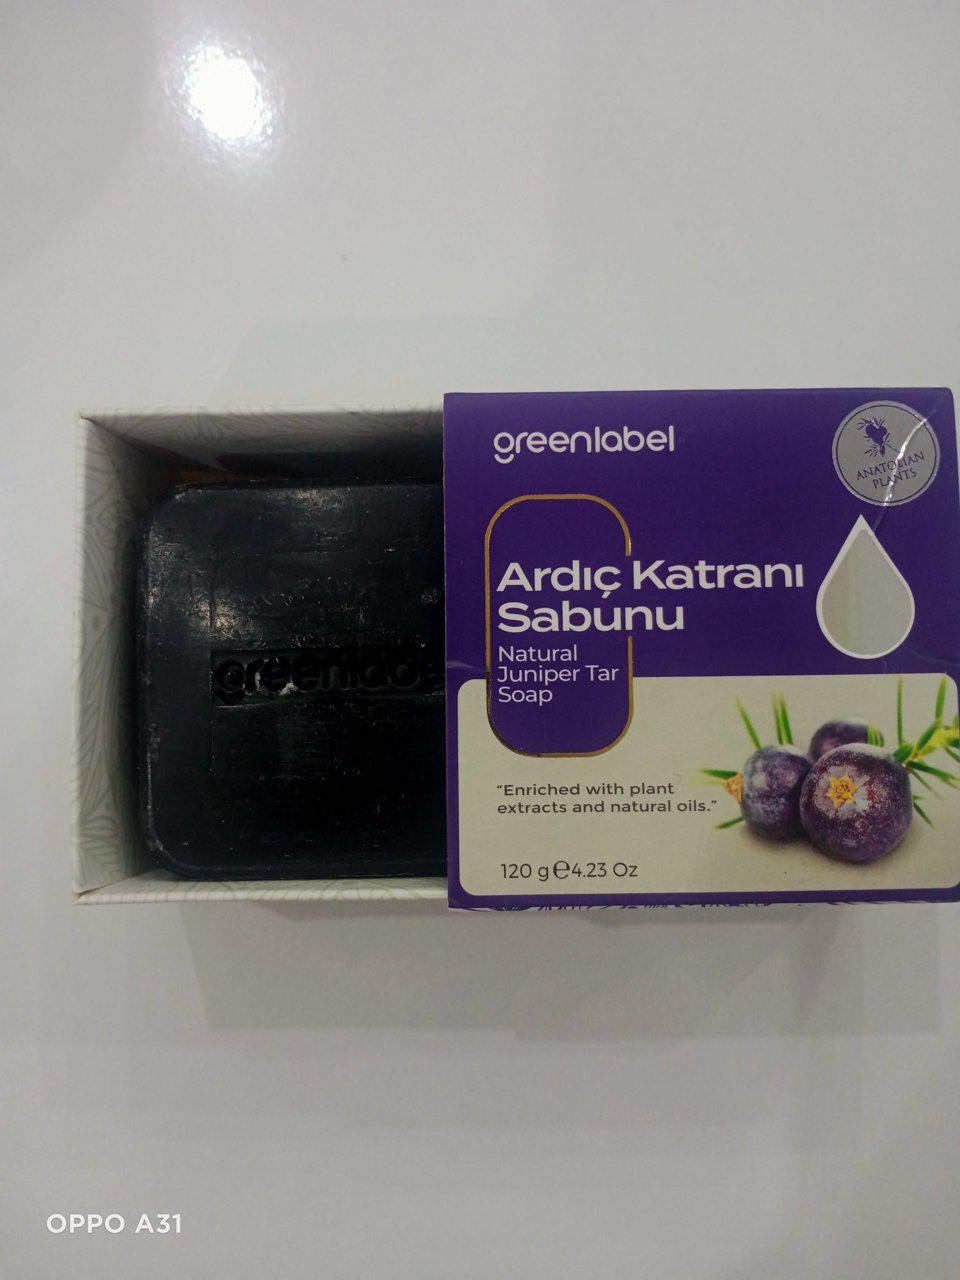 greenlabel
greenlabel
ANATOLIAN
PLANTS
Ardıç Katranı
Sabunu
Natural
Juniper Tar
Soap
“Enriched with plant
extracts and natural oils.”
120 g ℮ 4.23 Oz
OPPO A31